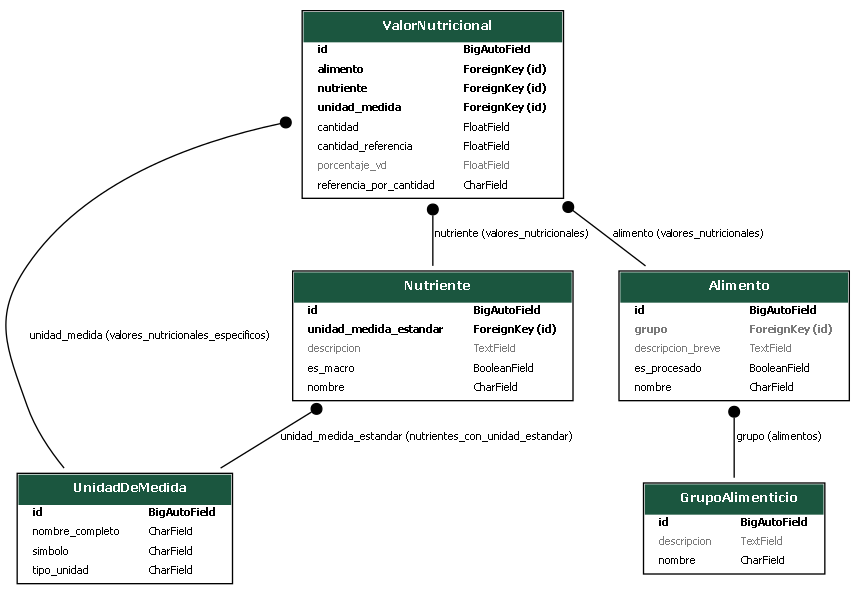 ValorNutricional
id BigAutoField
alimento ForeignKey (id)
nutriente ForeignKey (id)
unidad_medida ForeignKey (id)
cantidad FloatField
cantidad_referencia FloatField
porcentaje_vd FloatField
referencia_por_cantidad CharField
nutriente (valores_nutricionales)
alimento (valores_nutricionales)
unidad_medida (valores_nutricionales_especificos)
Nutriente
id BigAutoField
unidad_medida_estandar ForeignKey (id)
descripcion TextField
es_macro BooleanField
nombre CharField
Alimento
id BigAutoField
grupo ForeignKey (id)
descripcion_breve TextField
es_procesado BooleanField
nombre CharField
unidad_medida_estandar (nutrientes_con_unidad_estandar)
grupo (alimentos)
UnidadDeMedida
id BigAutoField
nombre_completo CharField
simbolo CharField
tipo_unidad CharField
GrupoAlimenticio
id BigAutoField
descripcion TextField
nombre CharField